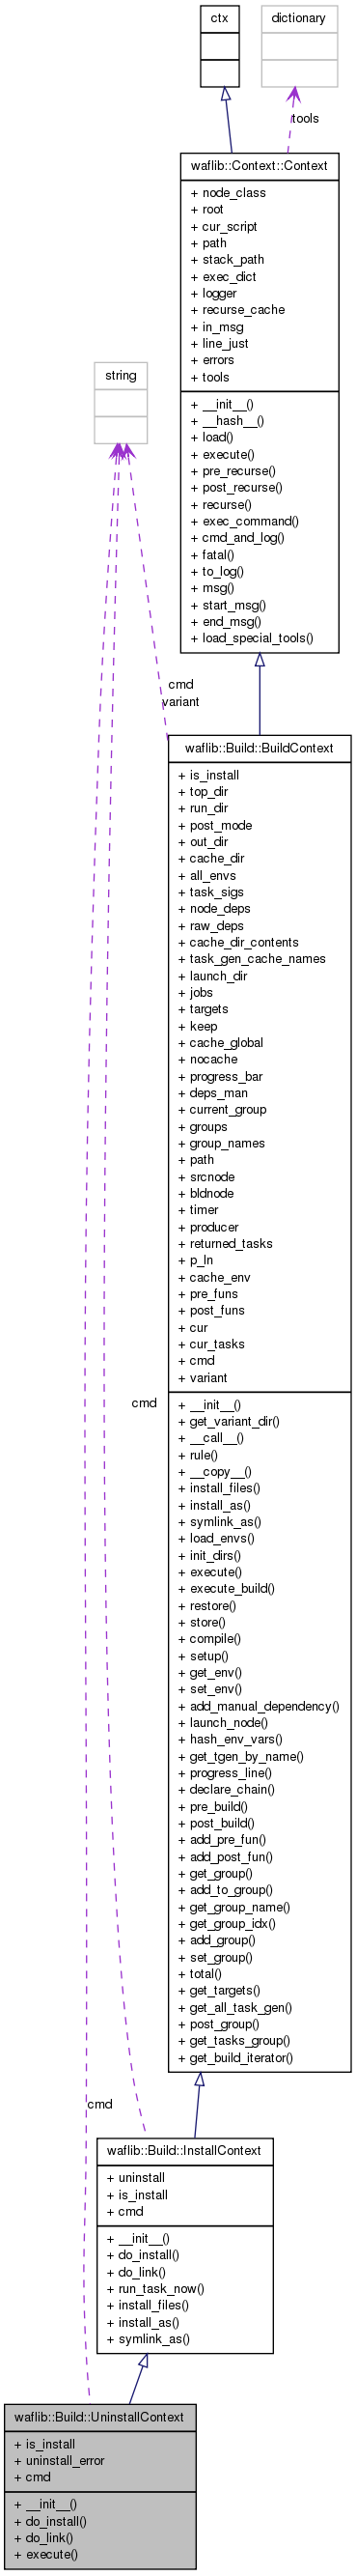 ctx
dictionary
tools
waflib::Context::Context
+ node_class
+ root
+ cur_script
+ path
+ stack_path
+ exec_dict
+ logger
+ recurse_cache
+ in_msg
+ line_just
+ errors
+ tools
+ __init__()
+ __hash__()
+ load()
+ execute()
+ pre_recurse()
+ post_recurse()
+ recurse()
+ exec_command()
+ cmd_and_log()
+ fatal()
+ to_log()
+ msg()
+ start_msg()
+ end_msg()
+ load_special_tools()
string
cmd
variant
waflib::Build::BuildContext
+ is_install
+ top_dir
+ run_dir
+ post_mode
+ out_dir
+ cache_dir
+ all_envs
+ task_sigs
+ node_deps
+ raw_deps
+ cache_dir_contents
+ task_gen_cache_names
+ launch_dir
+ jobs
+ targets
+ keep
+ cache_global
+ nocache
+ progress_bar
+ deps_man
+ current_group
+ groups
+ group_names
+ path
+ srcnode
+ bldnode
+ timer
+ producer
+ returned_tasks
+ p_ln
+ cache_env
+ pre_funs
+ post_funs
+ cur
+ cur_tasks
+ cmd
+ variant
+ __init__()
+ get_variant_dir()
+ __call__()
+ rule()
+ __copy__()
+ install_files()
+ install_as()
+ symlink_as()
+ load_envs()
+ init_dirs()
+ execute()
+ execute_build()
+ restore()
+ store()
+ compile()
+ setup()
+ get_env()
+ set_env()
+ add_manual_dependency()
+ launch_node()
+ hash_env_vars()
+ get_tgen_by_name()
+ progress_line()
+ declare_chain()
+ pre_build()
+ post_build()
+ add_pre_fun()
+ add_post_fun()
+ get_group()
+ add_to_group()
+ get_group_name()
+ get_group_idx()
+ add_group()
+ set_group()
+ total()
+ get_targets()
+ get_all_task_gen()
+ post_group()
+ get_tasks_group()
+ get_build_iterator()
cmd
cmd
waflib::Build::InstallContext
+ uninstall
+ is_install
+ cmd
+ __init__()
+ do_install()
+ do_link()
+ run_task_now()
+ install_files()
+ install_as()
+ symlink_as()
waflib::Build::UninstallContext
+ is_install
+ uninstall_error
+ cmd
+ __init__()
+ do_install()
+ do_link()
+ execute()